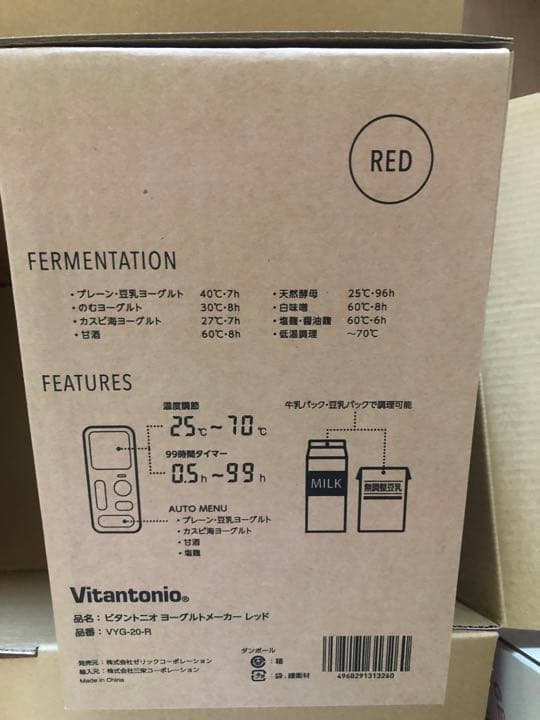 RED
FERMENTATION
・プレーン・豆乳ヨーグルト 40℃・7h
・のむヨーグルト 30℃・8h
・カスピ海ヨーグルト 27℃・7h
・甘酒 60℃・8h
・天然酵母 25℃・96h
・白味噌 60℃・8h
・塩麹・醤油麹 60℃・6h
・低温調理 ～70℃
FEATURES
温度調節
25℃～70℃
99時間タイマー
0.5h～99h
AUTO MENU
・プレーン・豆乳ヨーグルト
・カスピ海ヨーグルト
・甘酒
・塩麹
牛乳パック・豆乳パックで調理可能
MILK
無調整豆乳
Vitantonio®
品名：ビタントニオ ヨーグルトメーカー レッド
品番：VYG-20-R
発売元：株式会社ゼリックコーポレーション
輸入元：株式会社三栄コーポレーション
Made in China
ダンボール
：箱
：袋、緩衝材
4968291313260